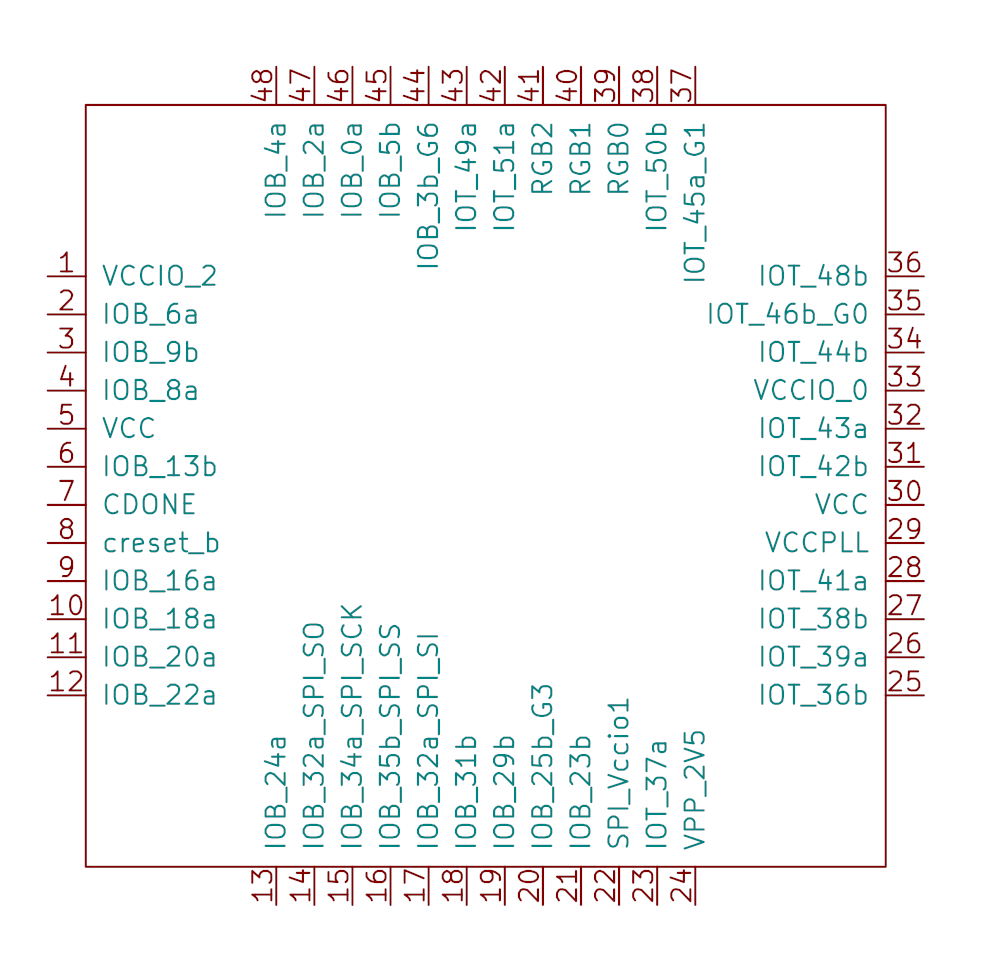 48 47 46 45 44 43 42 41 40 39 38 37
IOB_4a
IOB_2a
IOB_0a
IOB_5b
IOB_3b_G6
IOT_49a
IOT_51a
RGB2
RGB1
RGB0
IOT_50b
IOT_45a_G1
1 VCCIO_2
2 IOB_6a
3 IOB_9b
4 IOB_8a
5 VCC
6 IOB_13b
7 CDONE
8 creset_b
9 IOB_16a
10 IOB_18a
11 IOB_20a
12 IOB_22a
IOT_48b 36
IOT_46b_G0 35
IOT_44b 34
VCCIO_0 33
IOT_43a 32
IOT_42b 31
VCC 30
VCCPLL 29
IOT_41a 28
IOT_38b 27
IOT_39a 26
IOT_36b 25
IOB_24a
IOB_32a_SPI_SO
IOB_34a_SPI_SCK
IOB_35b_SPI_SS
IOB_32a_SPI_SI
IOB_31b
IOB_29b
IOB_25b_G3
IOB_23b
SPI_Vccio1
IOT_37a
VPP_2V5
13 14 15 16 17 18 19 20 21 22 23 24